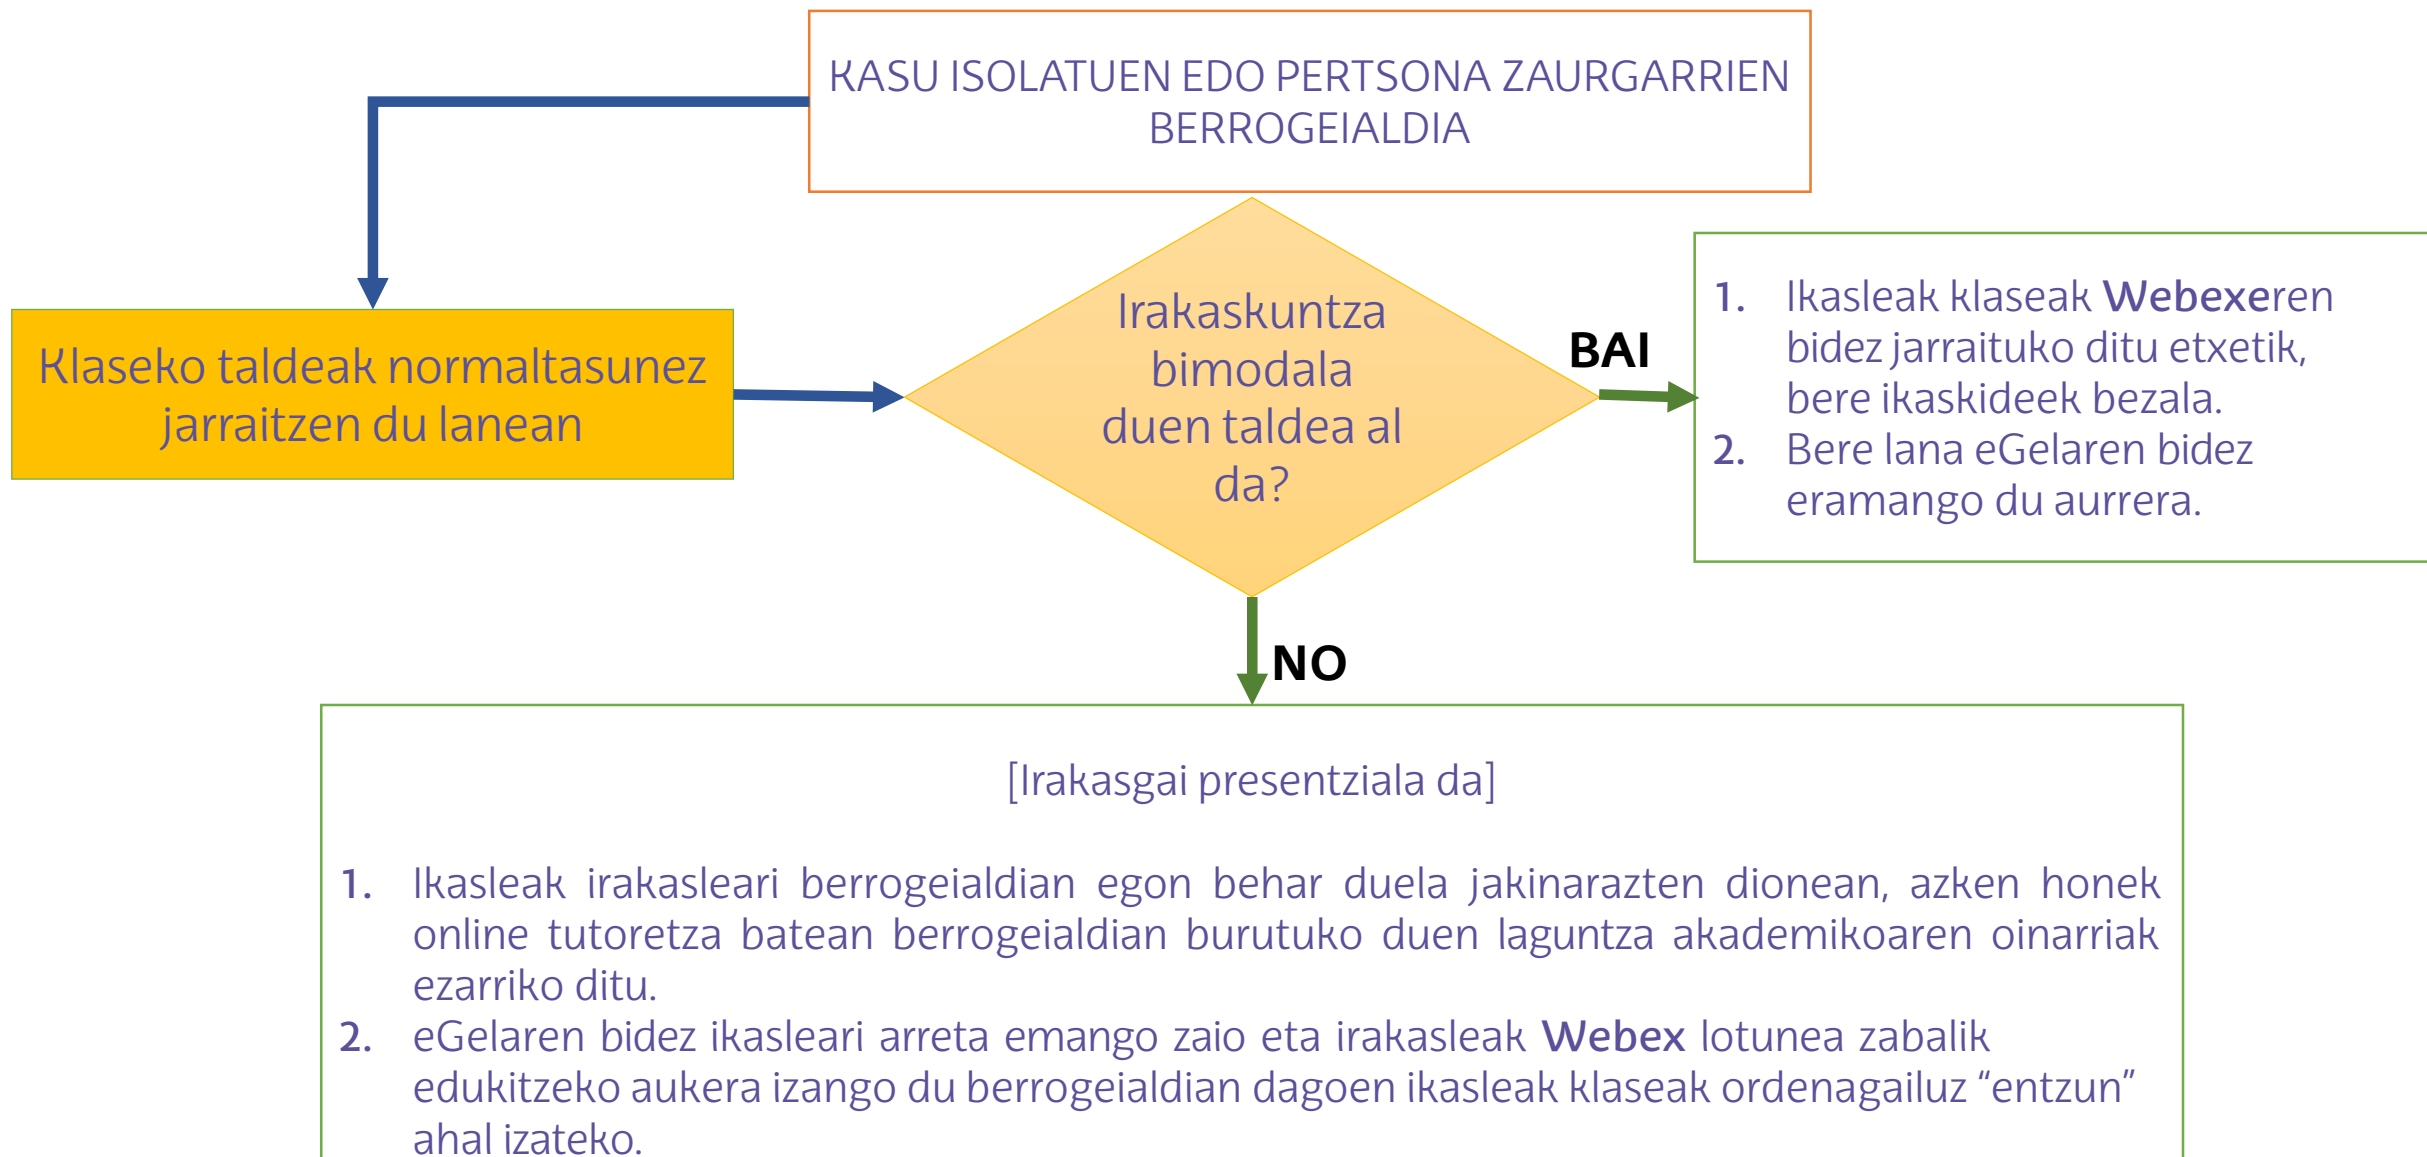 KASU ISOLATUEN EDO PERTSONA ZAURGARRIEN
BERROGEIALDIA
Klaseko taldeak normaltasunez
jarraitzen du lanean
Irakaskuntza
bimodala
duen taldea al
da?
BAI
1. Ikasleak klaseak Webexeren
bidez jarraituko ditu etxetik,
bere ikaskideek bezala.
2. Bere lana eGelaren bidez
eramango du aurrera.
NO
[Irakasgai presentziala da]
1. Ikasleak irakasleari berrogeialdian egon behar duela jakinarazten dionean, azken honek
online tutoretza batean berrogeialdian burutuko duen laguntza akademikoaren oinarriak
ezarriko ditu.
2. eGelaren bidez ikasleari arreta emango zaio eta irakasleak Webex lotunea zabalik
edukitzeko aukera izango du berrogeialdian dagoen ikasleak klaseak ordenagailuz “entzun”
ahal izateko.